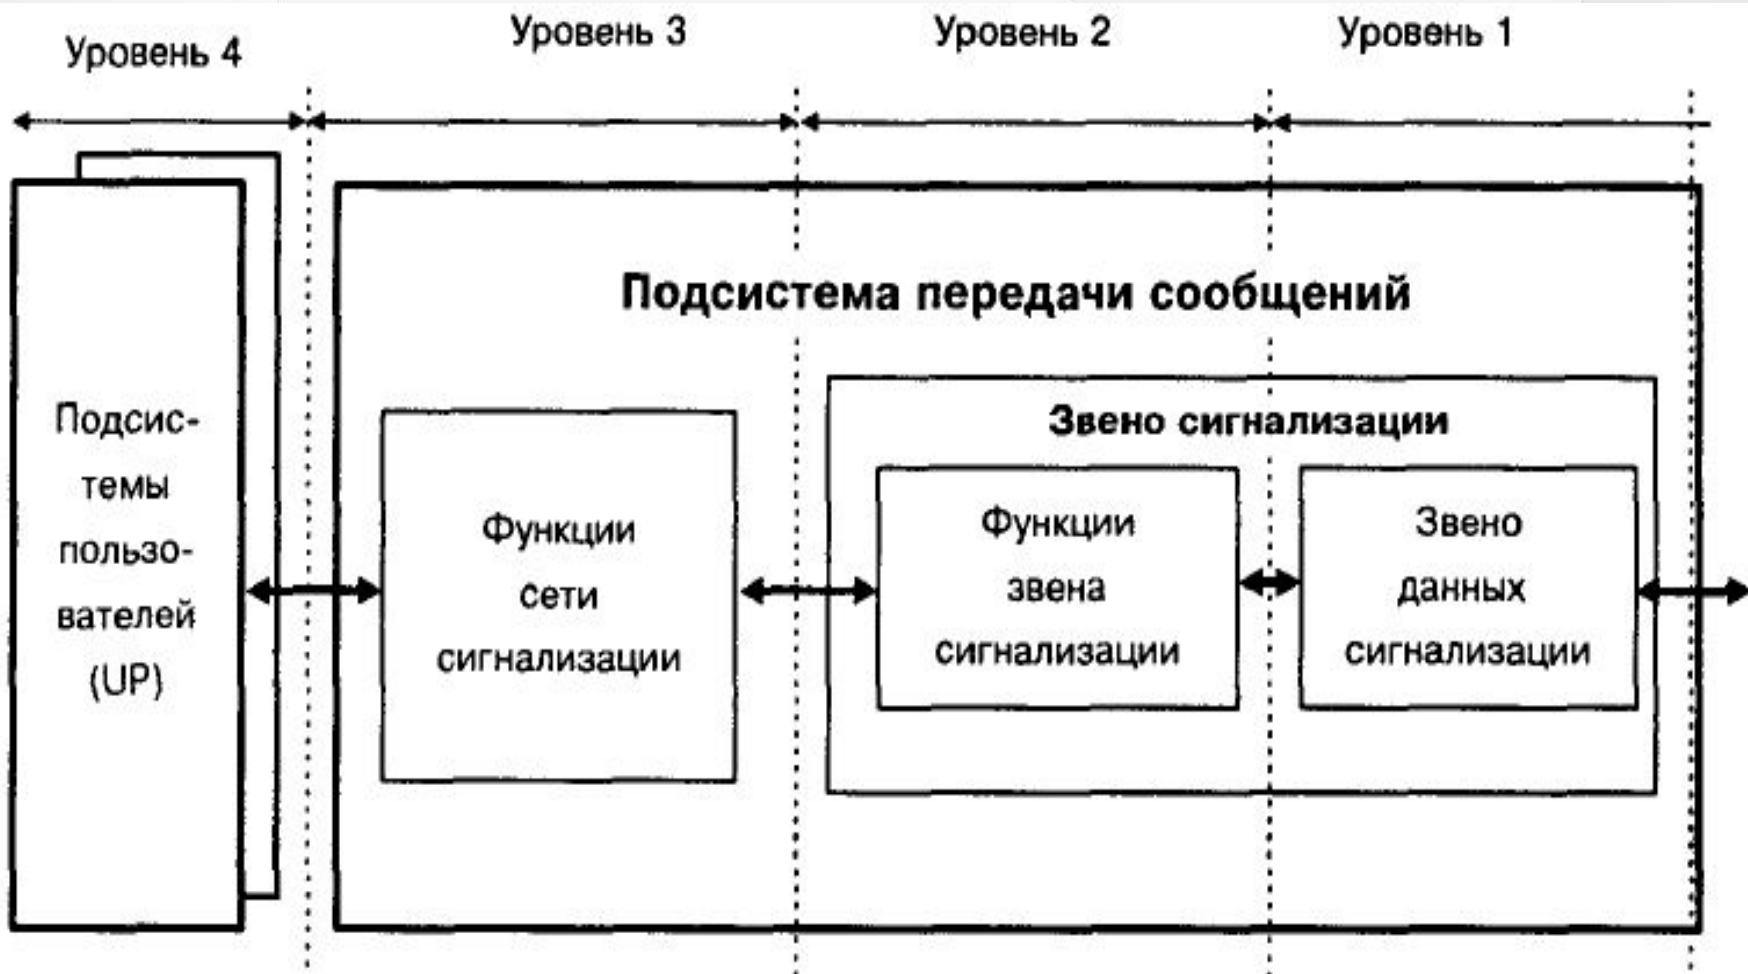 Уровень 4
Уровень 3
Уровень 2
Уровень 1
Подсистема передачи сообщений
Подсис-
темы
пользо-
вателей
(UP)
Функции
сети
сигнализации
Звено сигнализации
Функции
звена
сигнализации
Звено
данных
сигнализации